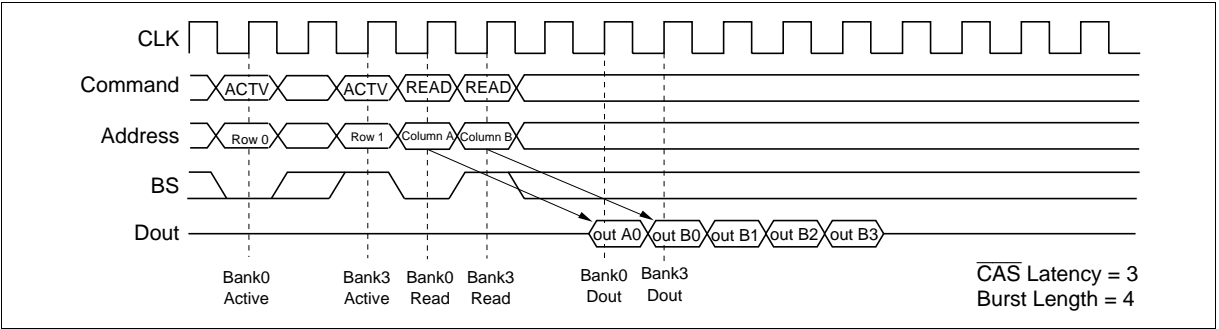 CLK
Command ACTV ACTV READ READ
Address Row 0 Row 1 Column A Column B
BS
Dout out A0 out B0 out B1 out B2 out B3
Bank0 Bank3 Bank0 Bank3 Bank0 Bank3
Active Active Read Read Dout Dout
CAS Latency = 3
Burst Length = 4